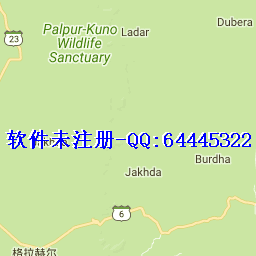 Dubera
23
Palpur-Kuno
Wildlife
Sanctuary
Ladar
软件未注册-QQ:64445322
Burdha
Jakhda
6
格拉赫尔